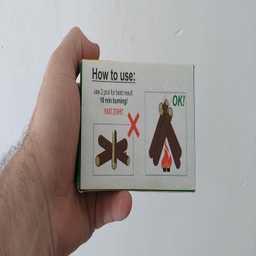 How to use:
use 2 pcs for best result
10 min burning!
FAST START
OK!